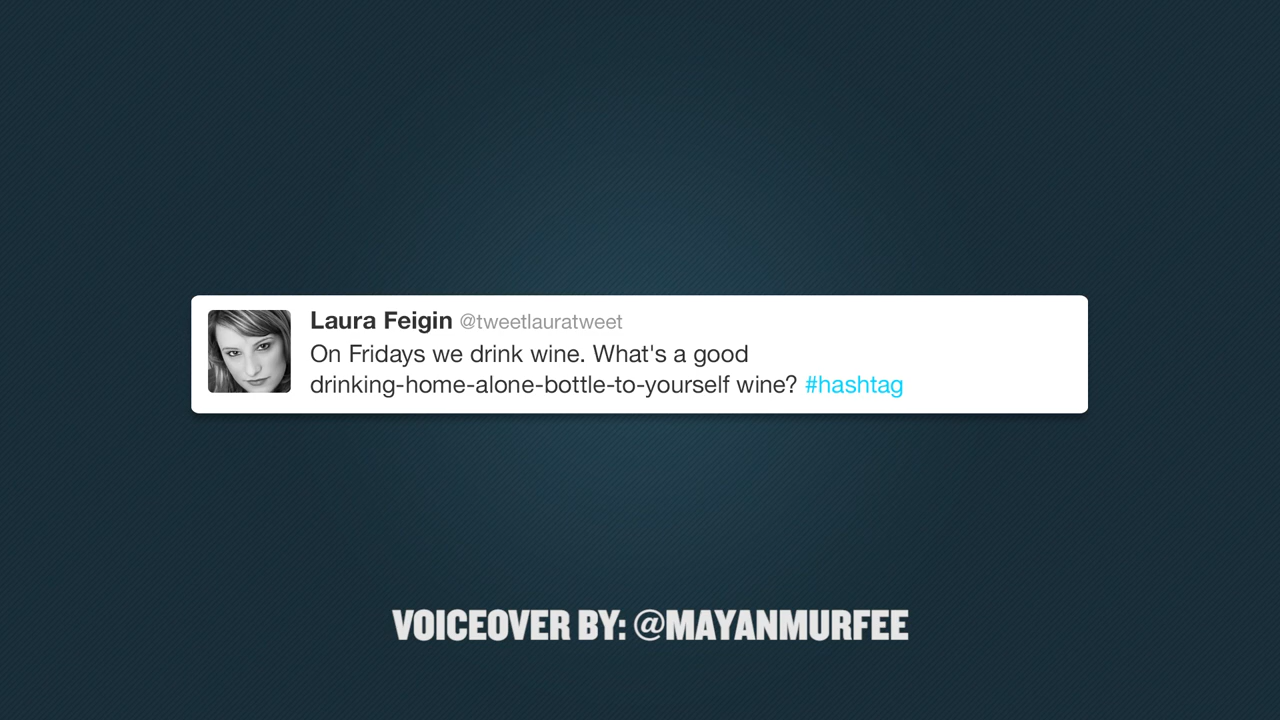 Laura Feigin @tweetlauratweet
On Fridays we drink wine. What's a good
drinking-home-alone-bottle-to-yourself wine? #hashtag
VOICEOVER BY: @MAYANMURFEE